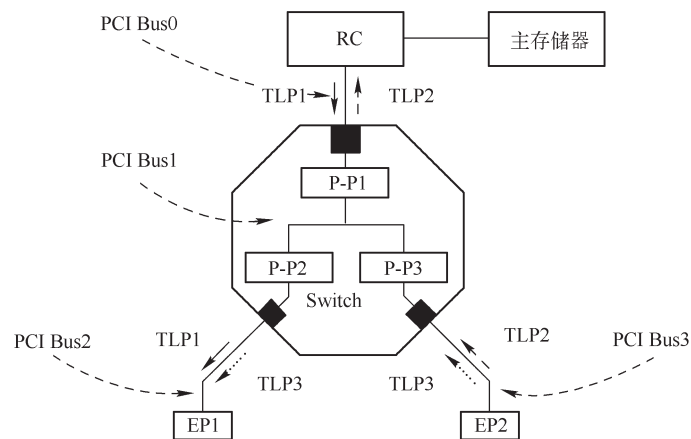 PCI Bus0
RC
主存储器
TLP1
TLP2
PCI Bus1
P-P1
P-P2
P-P3
Switch
PCI Bus2
TLP1
TLP2
PCI Bus3
TLP3
TLP3
EP1
EP2